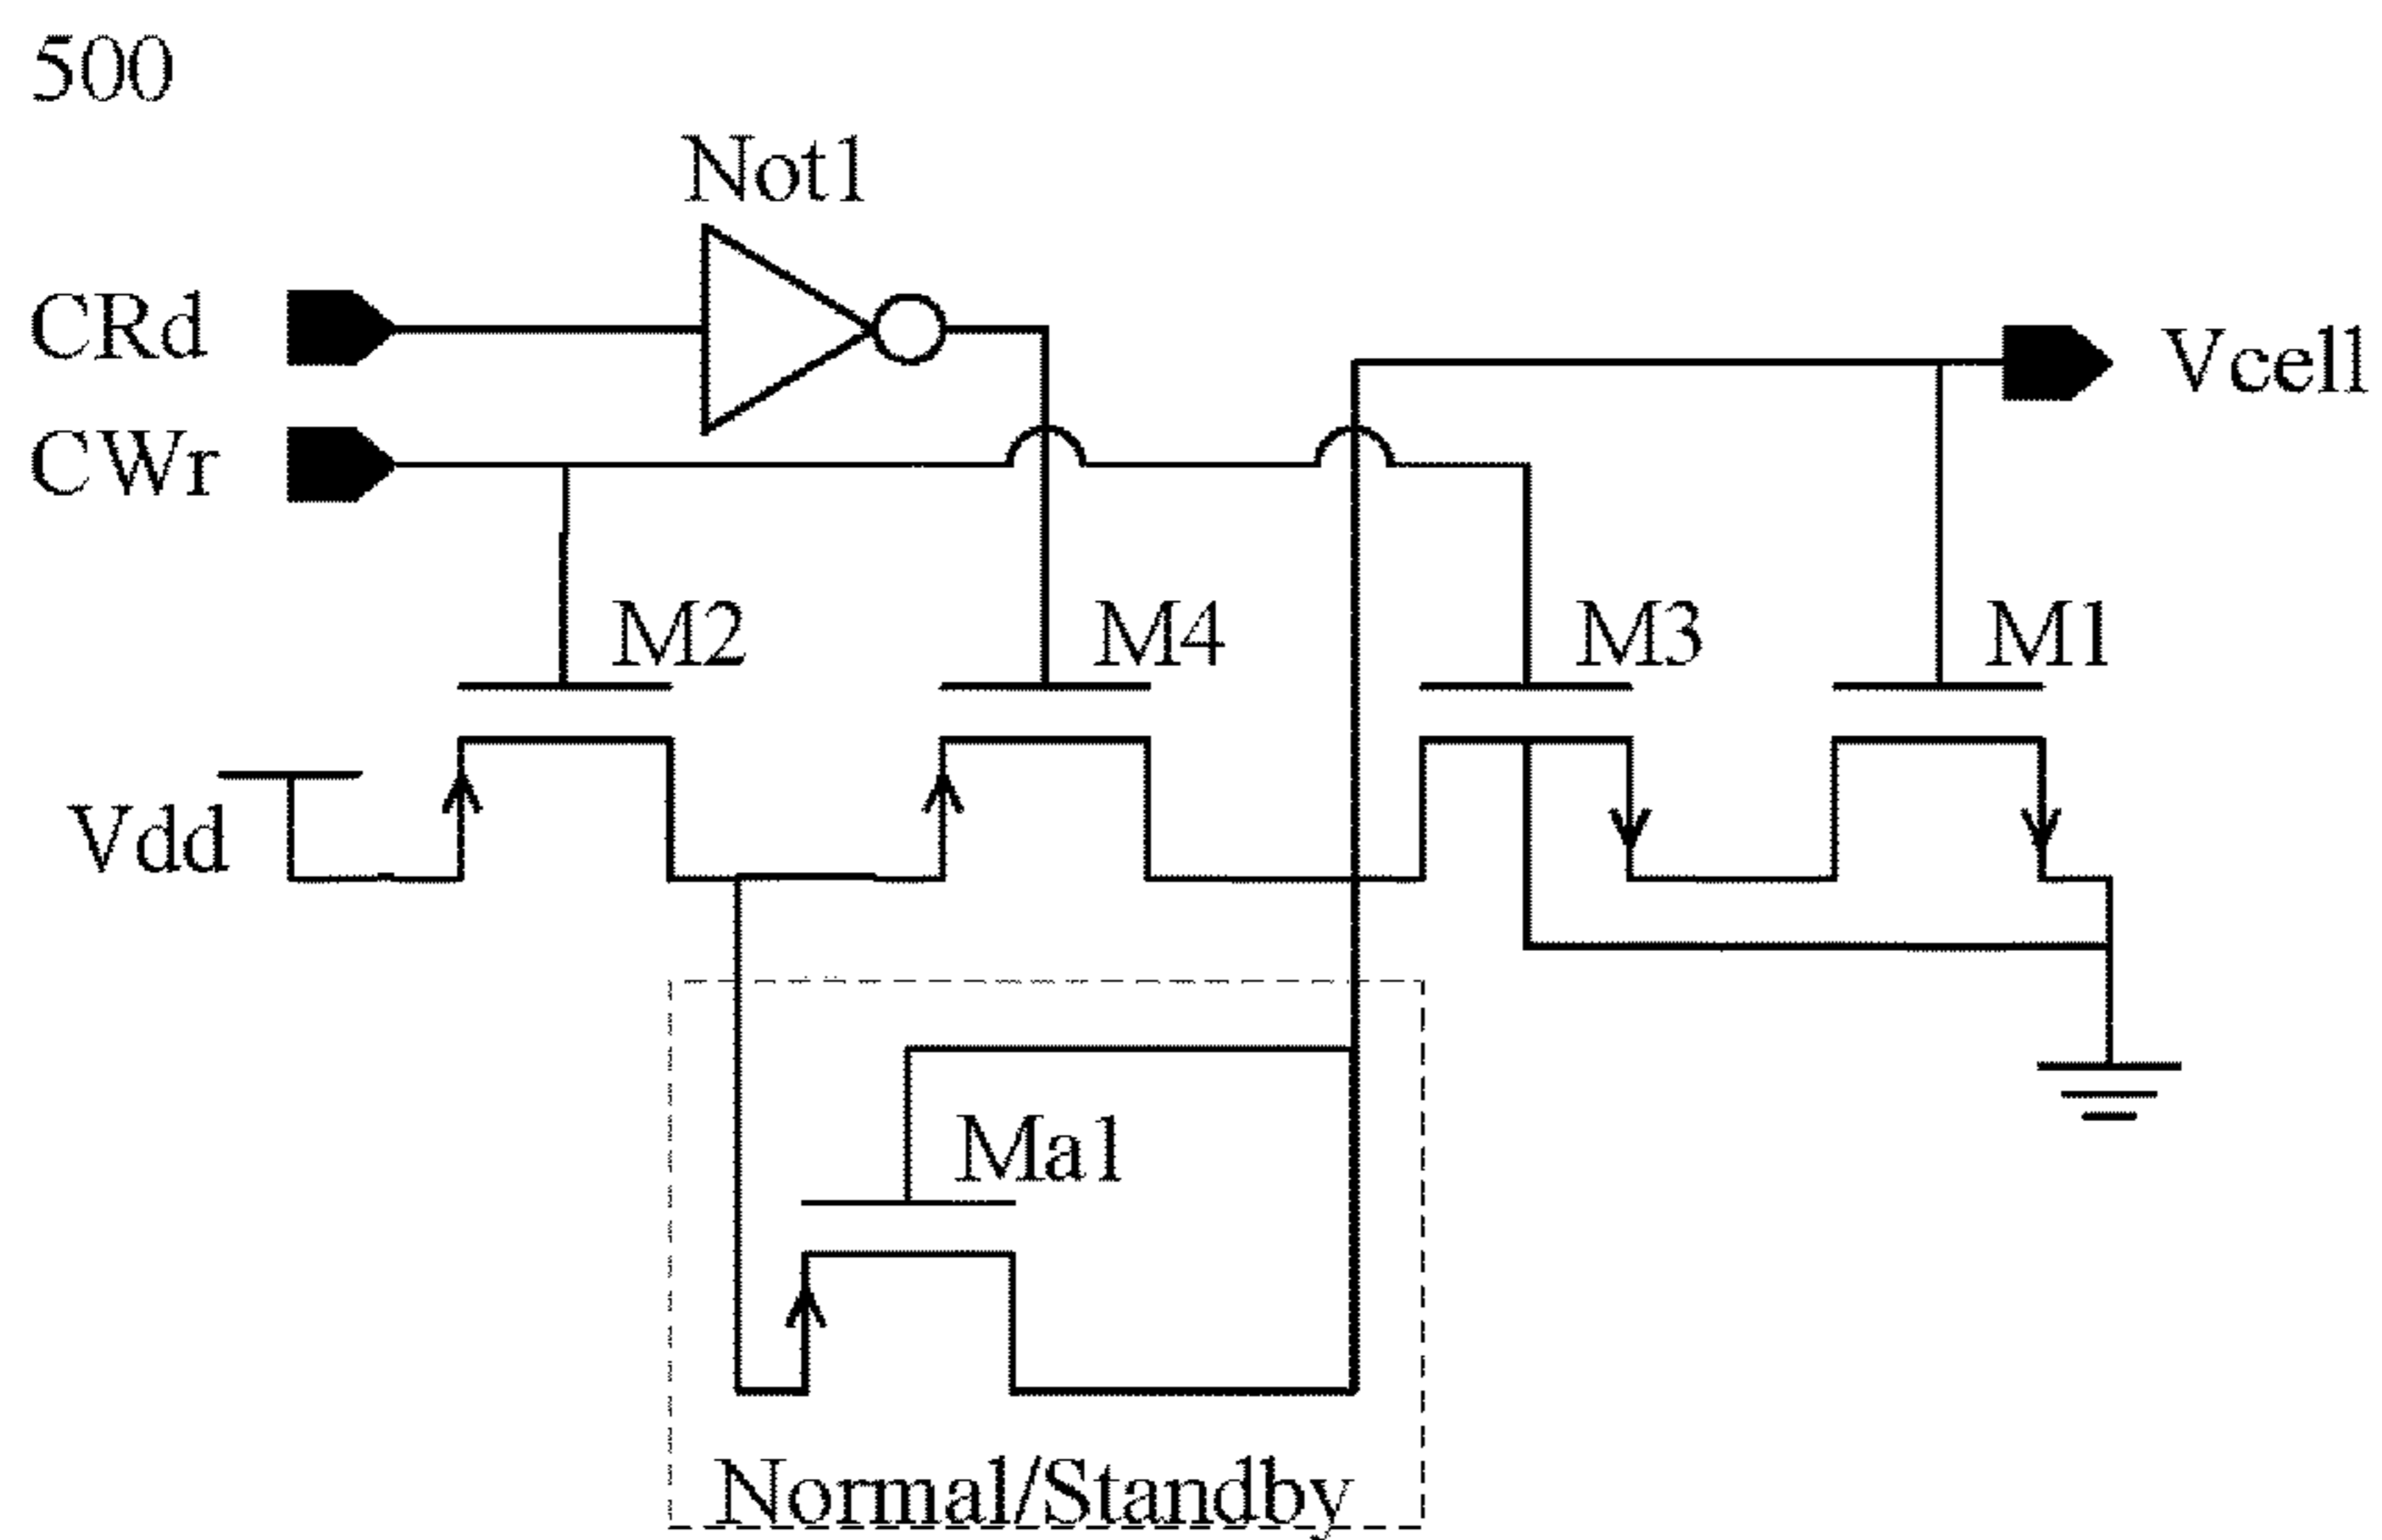 500
Not1
CRd
Vcell
CWr
M2
M4
M3
M1
Vdd
Ma1
Normal/Standby